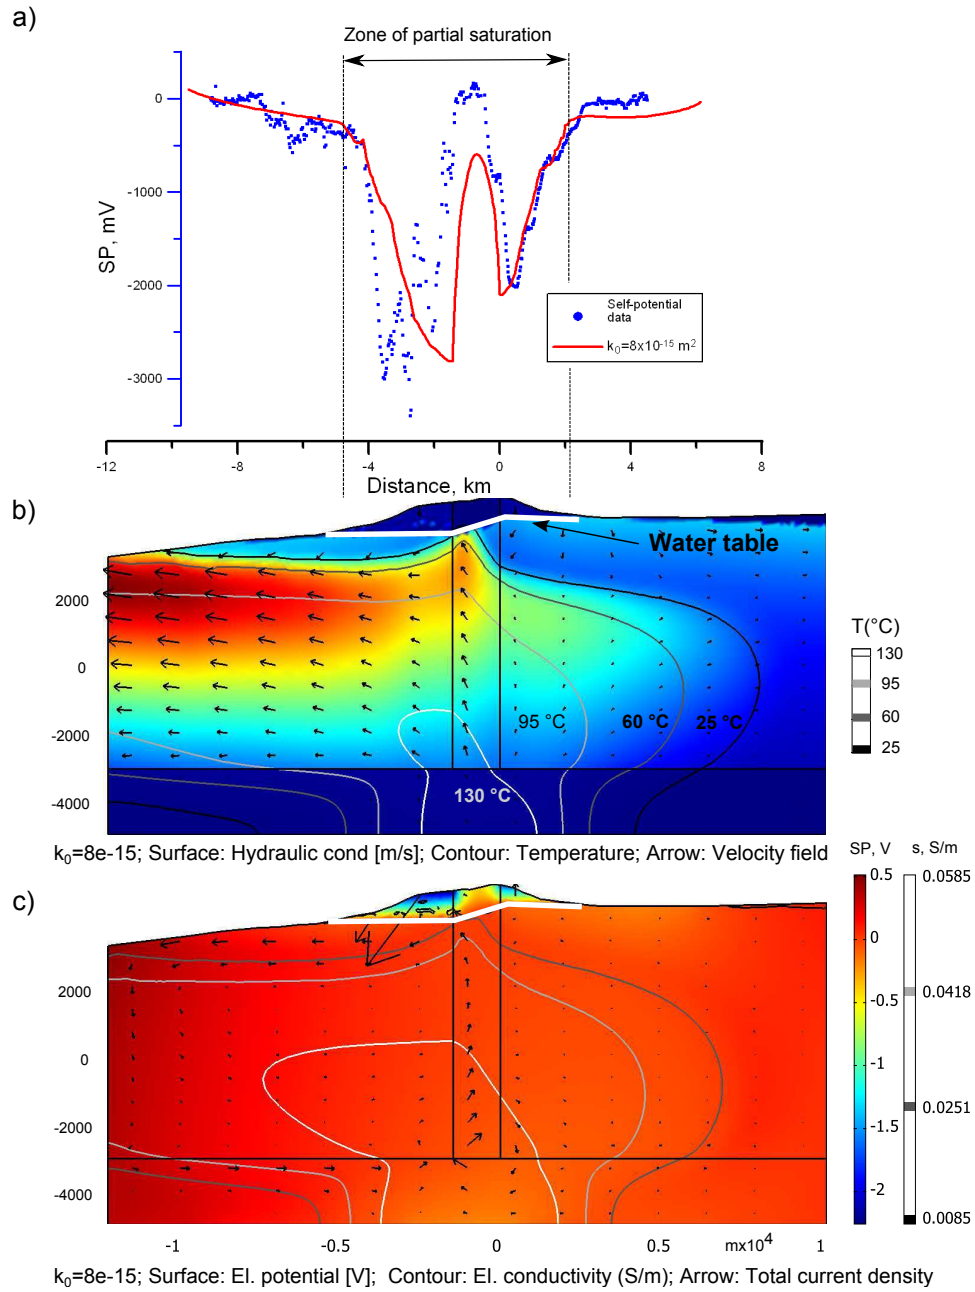 a)
Zone of partial saturation
0
-1000
-2000
-3000
SP, mV
Self-potential
data
k₀=8x10⁻¹⁵ m²
-12
-8
-4
0
4
8
Distance, km
b)
Water table
2000
0
-2000
-4000
95 °C
60 °C
25 °C
130 °C
T(°C)
130
95
60
25
k₀=8e-15; Surface: Hydraulic cond [m/s]; Contour: Temperature; Arrow: Velocity field
c)
SP, V
s, S/m
0.5
0
-0.5
-1
-1.5
-2
0.0585
0.0418
0.0251
0.0085
2000
0
-2000
-4000
-1
-0.5
0
0.5
mx10⁴
1
k₀=8e-15; Surface: El. potential [V]; Contour: El. conductivity (S/m); Arrow: Total current density